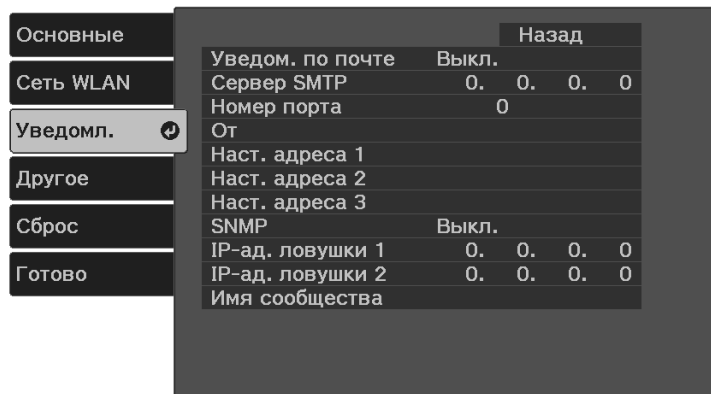 Основные
Сеть WLAN
Уведомл.
Другое
Сброс
Готово
Назад
Уведом. по почте Выкл.
Сервер SMTP 0. 0. 0. 0
Номер порта 0
От
Наст. адреса 1
Наст. адреса 2
Наст. адреса 3
SNMP Выкл.
IP-ад. ловушки 1 0. 0. 0. 0
IP-ад. ловушки 2 0. 0. 0. 0
Имя сообщества